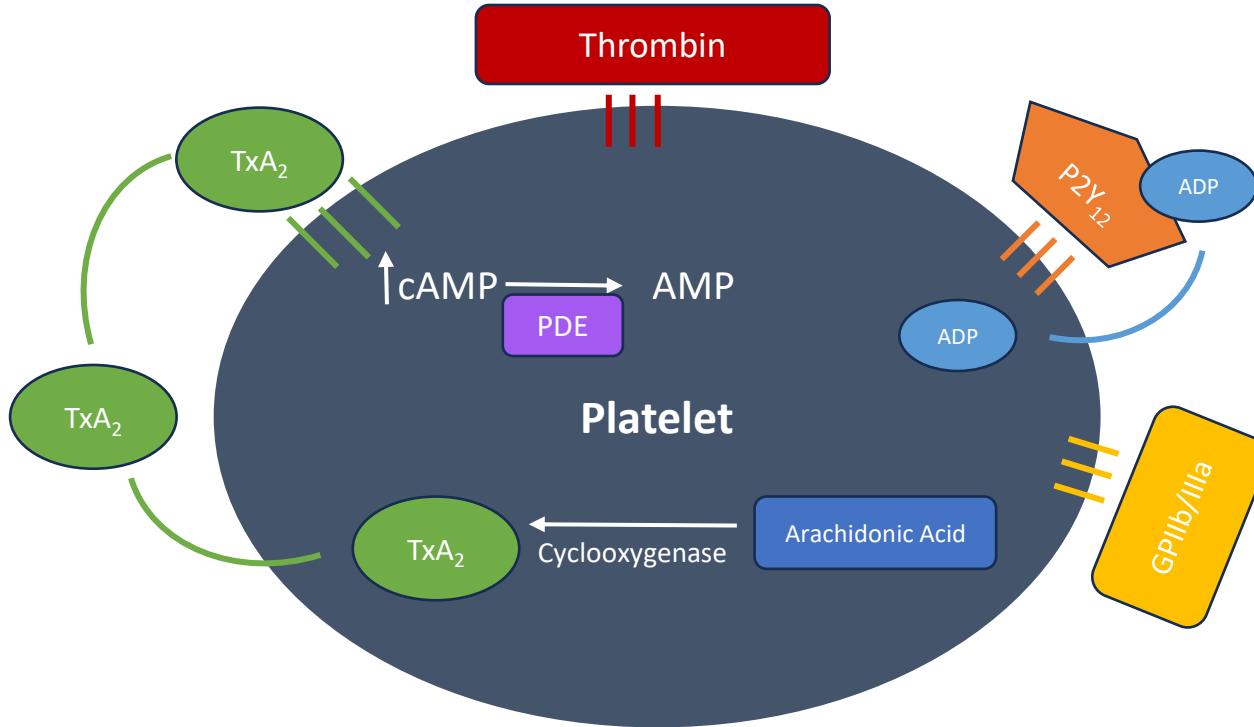 Thrombin
TxA₂
P2Y₁₂
ADP
cAMP
AMP
PDE
ADP
TxA₂
Platelet
GPIIb/IIIa
TxA₂
Cyclooxygenase
Arachidonic Acid